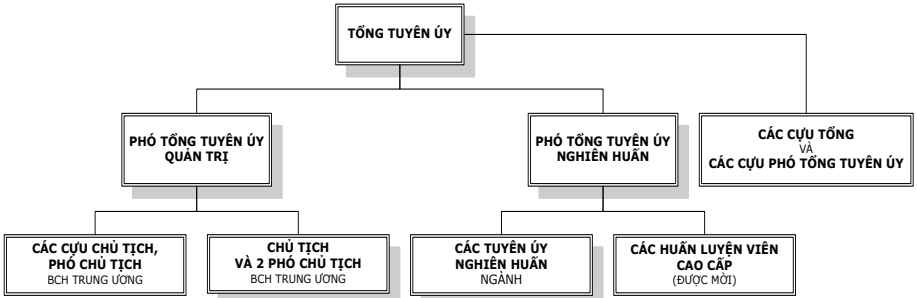 TỔNG TUYÊN ÚY
PHÓ TỔNG TUYÊN ÚY
QUẢN TRỊ
PHÓ TỔNG TUYÊN ÚY
NGHIÊN HUẤN
CÁC CỰU TỔNG
VÀ
CÁC CỰU PHÓ TỔNG TUYÊN ÚY
CÁC CỰU CHỦ TỊCH,
PHÓ CHỦ TỊCH
BCH TRUNG ƯƠNG
CHỦ TỊCH
VÀ 2 PHÓ CHỦ TỊCH
BCH TRUNG ƯƠNG
CÁC TUYÊN ÚY
NGHIÊN HUẤN
NGÀNH
CÁC HUẤN LUYỆN VIÊN
CAO CẤP
(ĐƯỢC MỜI)